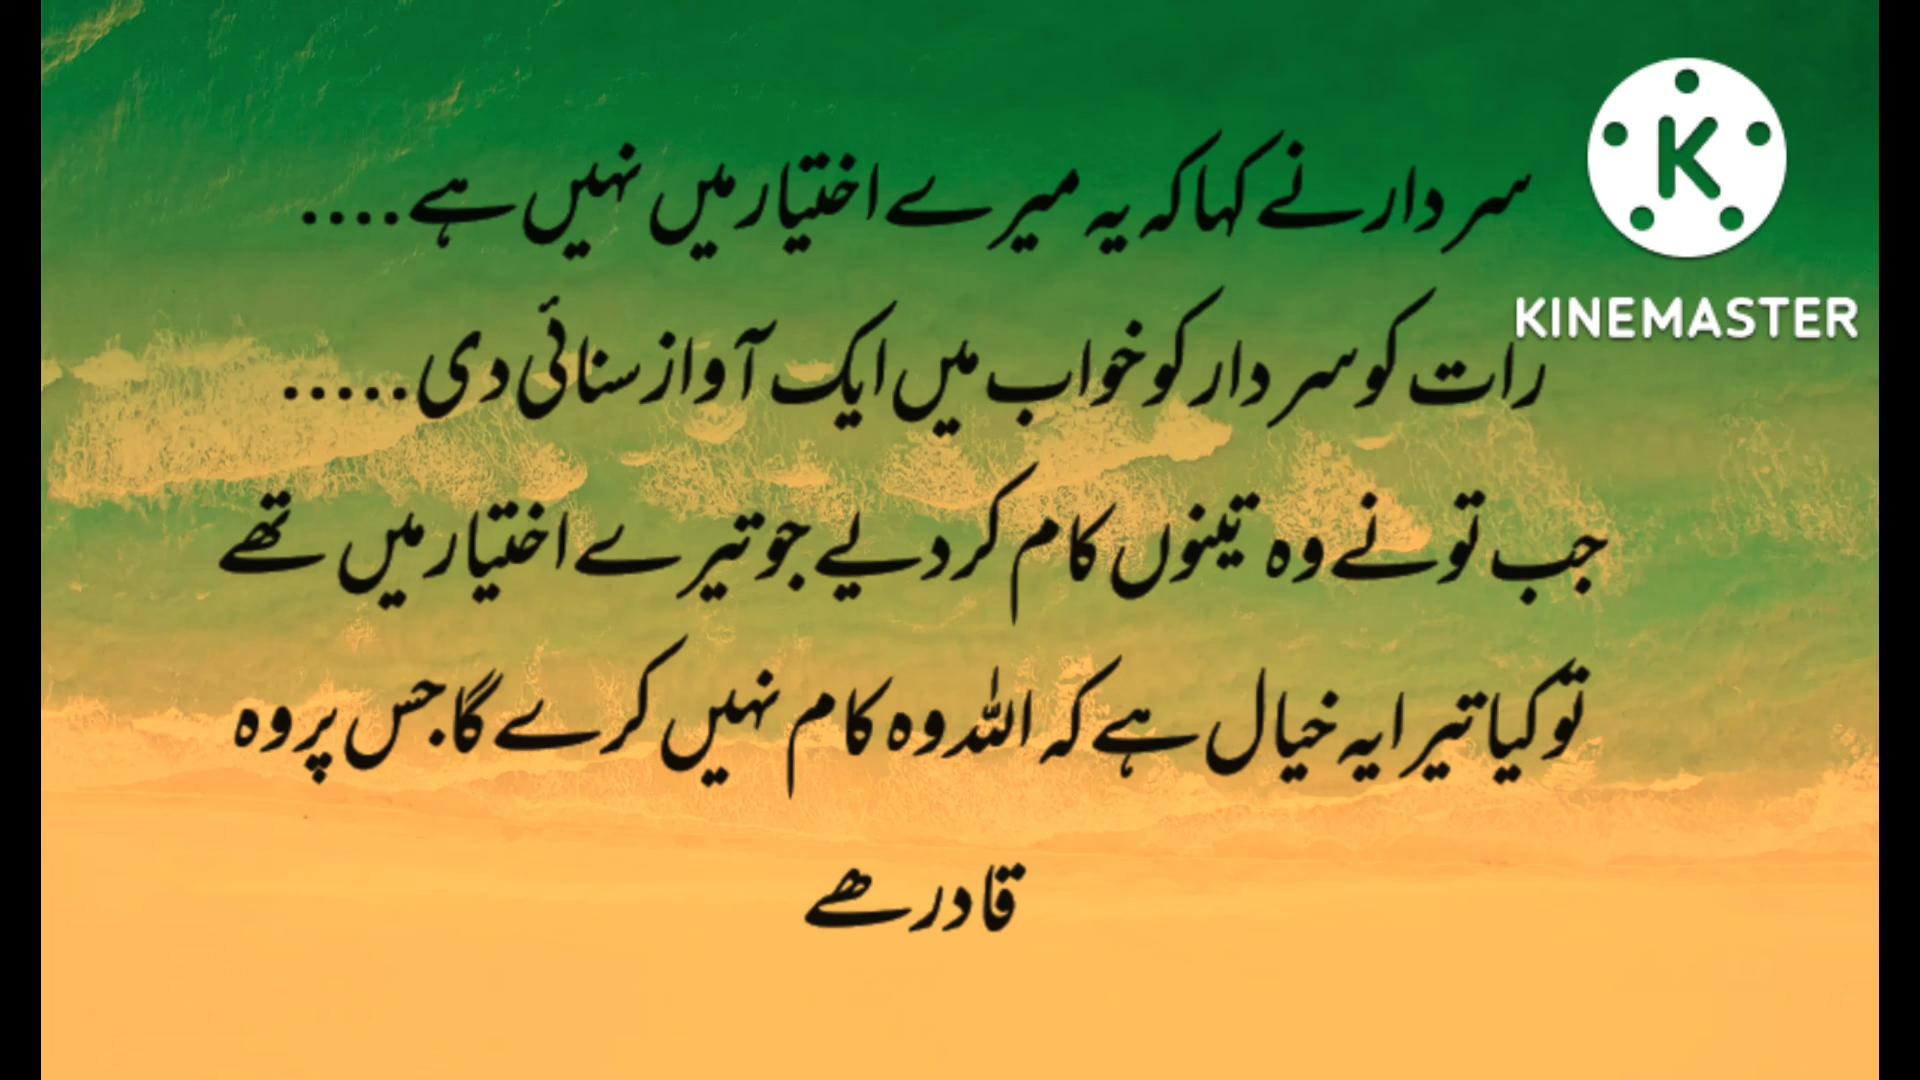 سردار نے کہا کہ یہ میرے اختیار میں نہیں ہے....
رات کو سردار کو خواب میں ایک آواز سنائی دی.....
جب تو نے وہ تینوں کام کر دیے جو تیرے اختیار میں تھے
تو کیا تیرا یہ خیال ہے کہ اللہ وہ کام نہیں کرے گا.جس پر وہ
قادر ھے
K
KINEMASTER